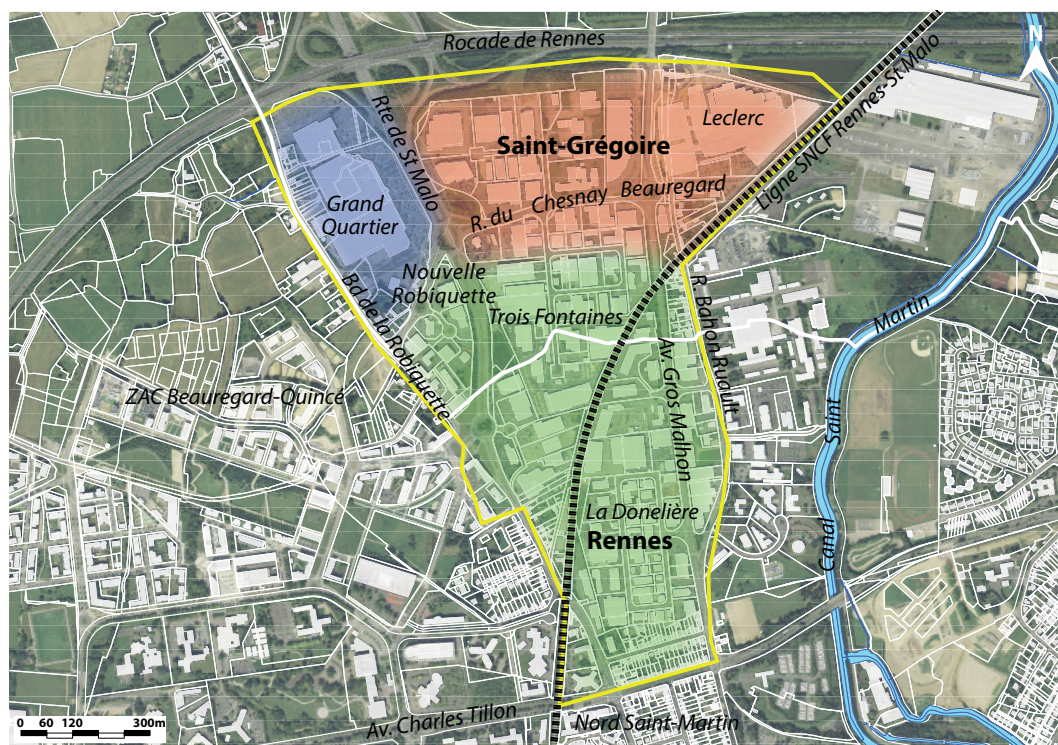 Rocade de Rennes
N
Rte de St Malo
Leclerc
Saint-Grégoire
Ligne SNCF Rennes-St Malo
R. du Chesnay Beauregard
Grand
Quartier
Nouvelle
Robiquette
Bd de la Robiquette
Trois Fontaines
R. Bahon Rault
Martin
Av. Gros Malhon
ZAC Beauregard-Quincé
Saint
La Donelière
Rennes
Canal
0 60 120 300m
Av. Charles Tillon
Nord Saint-Martin